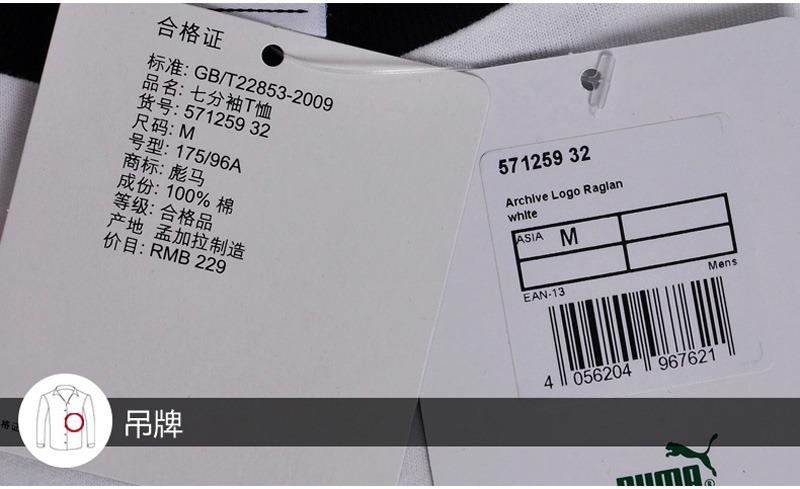 合格证
标准: GB/T22853-2009
品名: 七分袖T恤
货号: 571259 32
尺码: M
号型: 175/96A
商标: 彪马
成份: 100% 棉
等级: 合格品
产地 孟加拉制造
价目: RMB 229
571259 32
Archive Logo Raglan
white
ASIA M
Mens
EAN-13
4 056204 967621
格证
吊牌
PUMA®